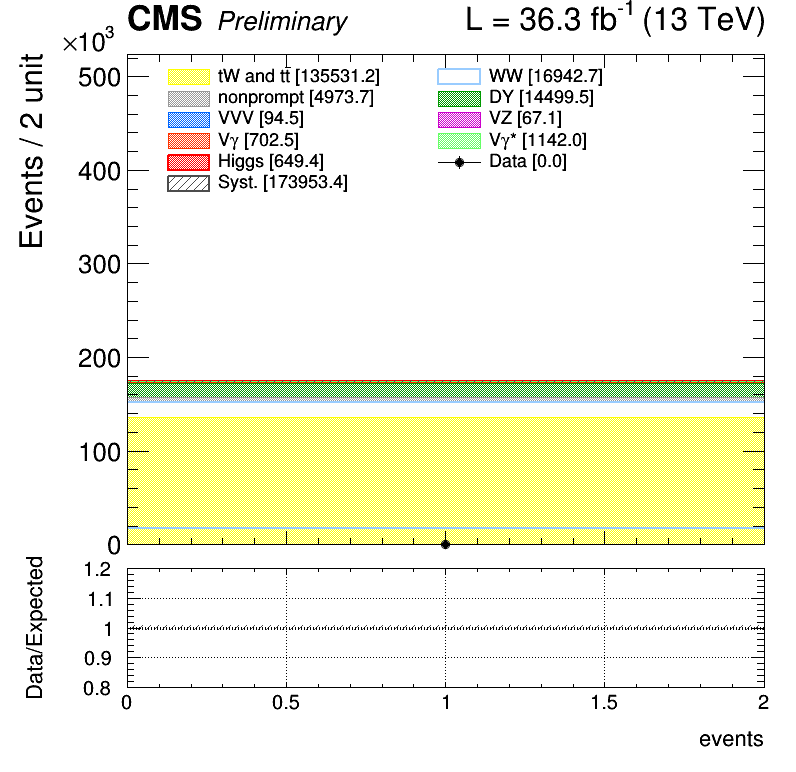 CMS Preliminary L = 36.3 fb⁻¹ (13 TeV)
×10³
Events / 2 unit
500
400
300
200
100
0
tW and tt̄ [135531.2]
nonprompt [4973.7]
VVV [94.5]
Vγ [702.5]
Higgs [649.4]
Syst. [173953.4]
WW [16942.7]
DY [14499.5]
VZ [67.1]
Vγ* [1142.0]
Data [0.0]
Data/Expected
1.2
1.1
1
0.9
0.8
0 0.5 1 1.5 2
events